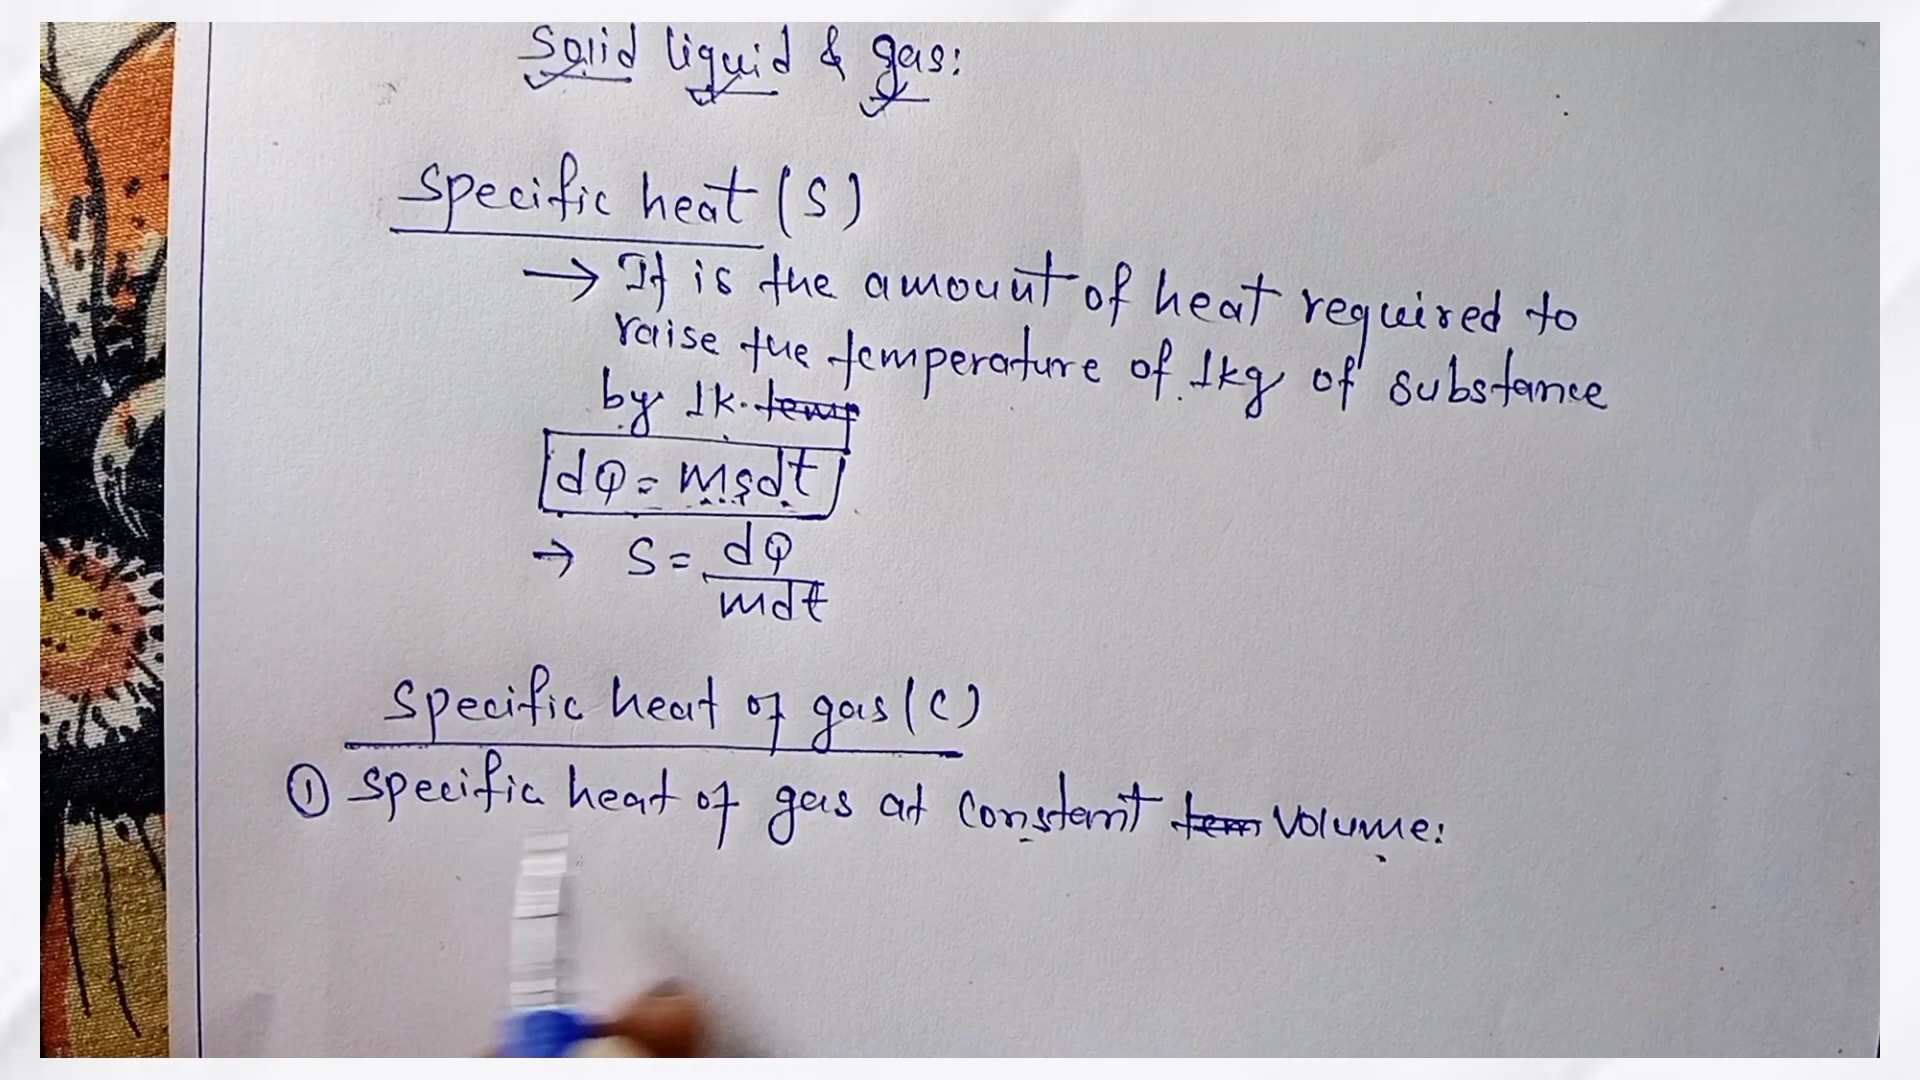 Solid liquid & gas:
Specific heat (S)
→ It is the amount of heat required to
raise the temperature of 1kg of substance
by 1k. temp
dQ = msdt
→ S = dQ
mdt
Specific heat of gas (C)
① Specific heat of gas at constant tem Volume: